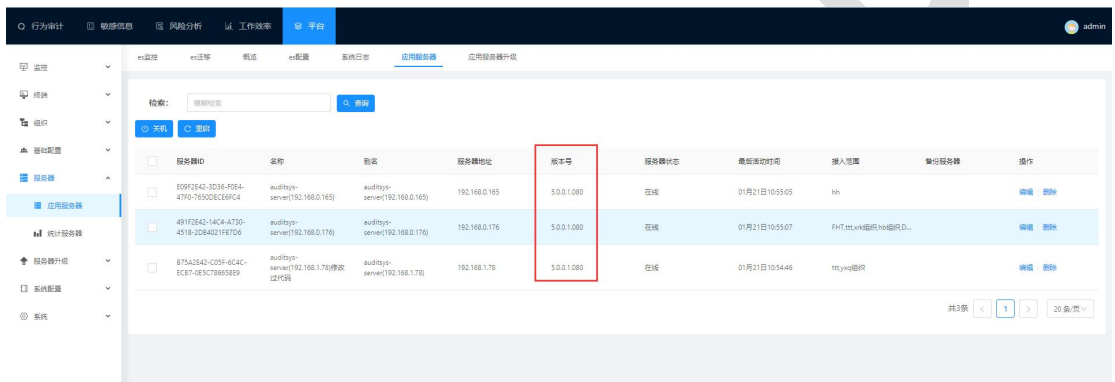 行为审计 敏感信息 风险分析 工作效率 平台 admin
es监控 es迁移 概览 es配置 系统日志 应用服务器 应用服务器升级
监控
终端
组织
基础配置
服务器
应用服务器
统计服务器
服务器升级
系统配置
系统
检索: 模糊检索 查询
关机 重启
服务器ID 名称 别名 服务器地址 版本号 服务器状态 最后活动时间 接入范围 备份服务器 操作
E09F2E42-3D36-F0E4- auditsys- auditsys-
47F0-7650DECE6FC4 server(192.168.0.165) server(192.168.0.165) 192.168.0.165 5.0.0.1.080 在线 01月21日10:55:05 hh 编辑 删除
491F2E42-14C4-A730- auditsys- auditsys-
4518-2D84021FB7D6 server(192.168.0.176) server(192.168.0.176) 192.168.0.176 5.0.0.1.080 在线 01月21日10:55:07 FHT,ttt,xrk组织,hb组织,D... 编辑 删除
B75A2E42-C05F-6C4C- auditsys- auditsys-
ECB7-0E5C786658E9 server(192.168.1.78)修改 server(192.168.1.78) 192.168.1.78 5.0.0.1.080 在线 01月21日10:54:46 ttt,yxq组织 编辑 删除
过代码
共3条 < 1 > 20 条/页